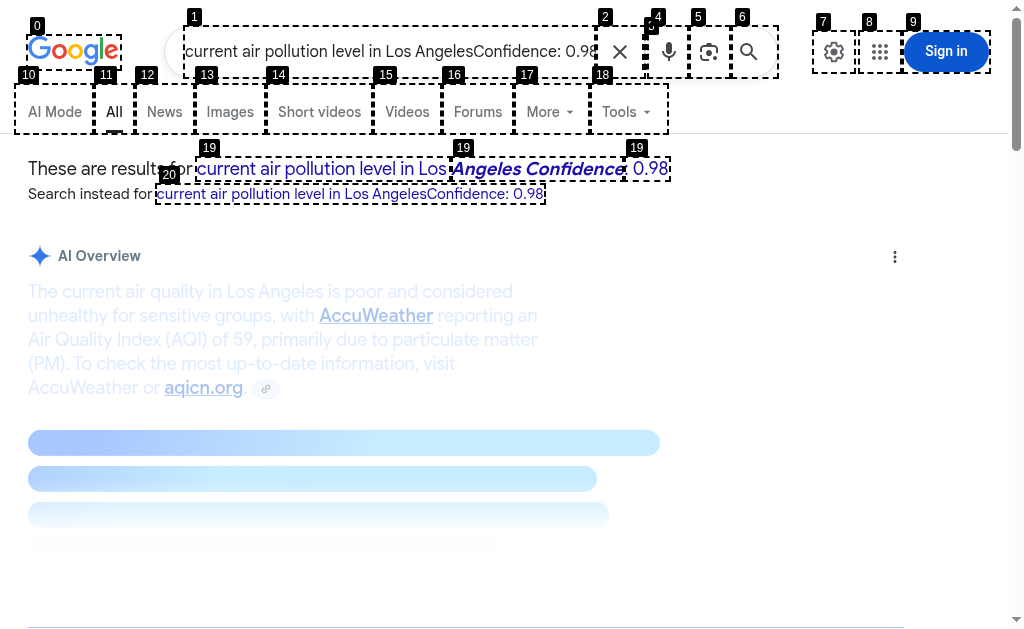 0
1
2
3
4
5
6
7
8
9
Google
current air pollution level in Los AngelesConfidence: 0.98
Sign in
10
11
12
13
14
15
16
17
18
AI Mode
All
News
Images
Short videos
Videos
Forums
More
Tools
19
19
19
These are results for current air pollution level in Los Angeles Confidence: 0.98
20
Search instead for current air pollution level in Los AngelesConfidence: 0.98
AI Overview
The current air quality in Los Angeles is poor and considered
unhealthy for sensitive groups, with AccuWeather reporting an
Air Quality Index (AQI) of 59, primarily due to particulate matter
(PM). To check the most up-to-date information, visit
AccuWeather or aqicn.org.